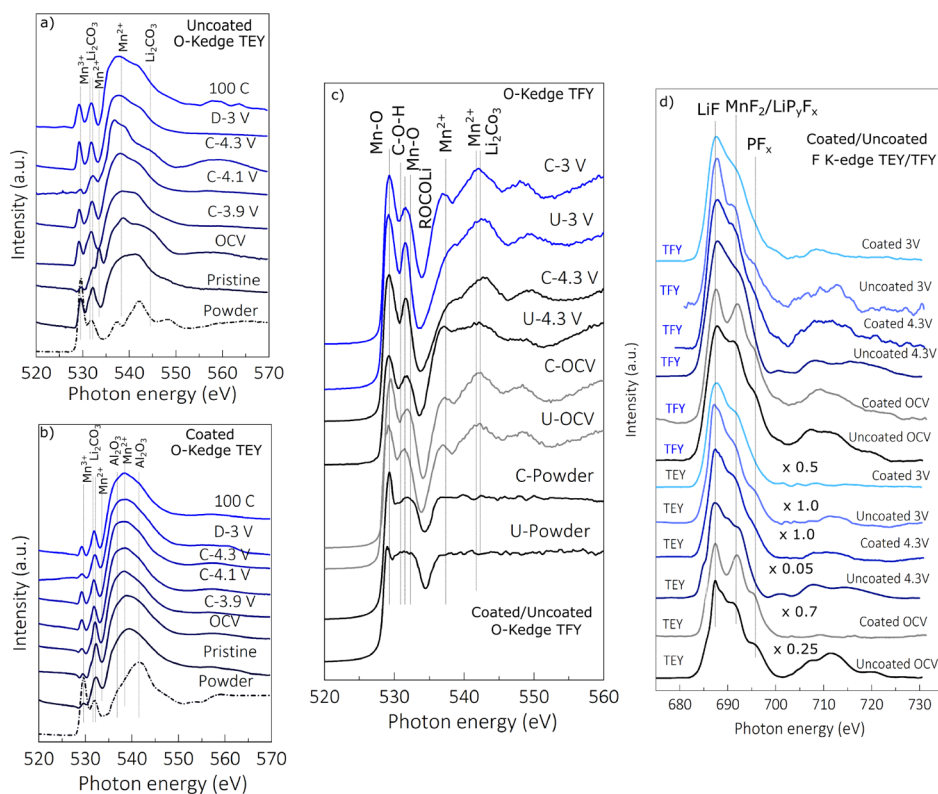 a)
Uncoated
O-Kedge TEY
Mn3+
Li2CO3
Mn2+
Mn2+
Li2CO3
100 C
D-3 V
C-4.3 V
C-4.1 V
C-3.9 V
OCV
Pristine
Powder
Intensity (a.u.)
520 530 540 550 560 570
Photon energy (eV)
b)
Coated
O-Kedge TEY
Mn3+
Li2CO3
Mn2+
Al2O3
Mn2+
Al2O3
100 C
D-3 V
C-4.3 V
C-4.1 V
C-3.9 V
OCV
Pristine
Powder
Intensity (a.u.)
520 530 540 550 560 570
Photon energy (eV)
c)
O-Kedge TFY
Mn-O
C-O-H
Mn-O
ROCOLi
Mn2+
Mn2+
Li2CO3
C-3 V
U-3 V
C-4.3 V
U-4.3 V
C-OCV
U-OCV
C-Powder
U-Powder
Coated/Uncoated
O-Kedge TFY
Intensity (a.u.)
520 530 540 550 560
Photon energy (eV)
d)
LiF
MnF2/LiPyFx
PFx
Coated/Uncoated
F K-edge TEY/TFY
TFY
Coated 3V
TFY
Uncoated 3V
TFY
Coated 4.3V
TFY
Uncoated 4.3V
TFY
Coated OCV
TFY
Uncoated OCV
TEY
x 0.5
Coated 3V
TEY
x 1.0
Uncoated 3V
TEY
x 1.0
Coated 4.3V
TEY
x 0.05
Uncoated 4.3V
TEY
x 0.7
Coated OCV
TEY
x 0.25
Uncoated OCV
Intensity (a.u.)
680 690 700 710 720 730
Photon energy (eV)